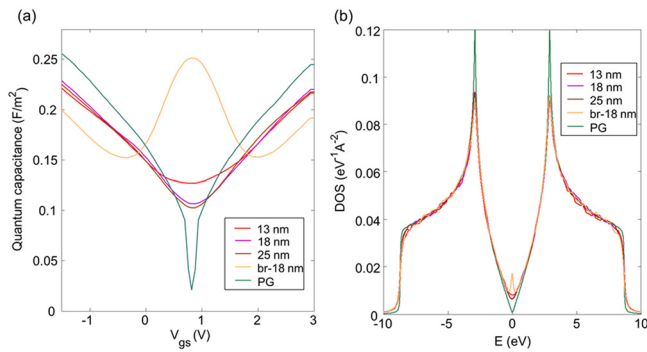 (a)
Quantum capacitance (F/m²)
0.25
0.20
0.15
0.1
0.05
0
-1
0
1
2
3
V_gs (V)
13 nm
18 nm
25 nm
br-18 nm
PG
(b)
DOS (eV⁻¹A⁻²)
0.12
0.10
0.08
0.06
0.04
0.02
0
-10
-5
0
5
10
E (eV)
13 nm
18 nm
25 nm
br-18 nm
PG